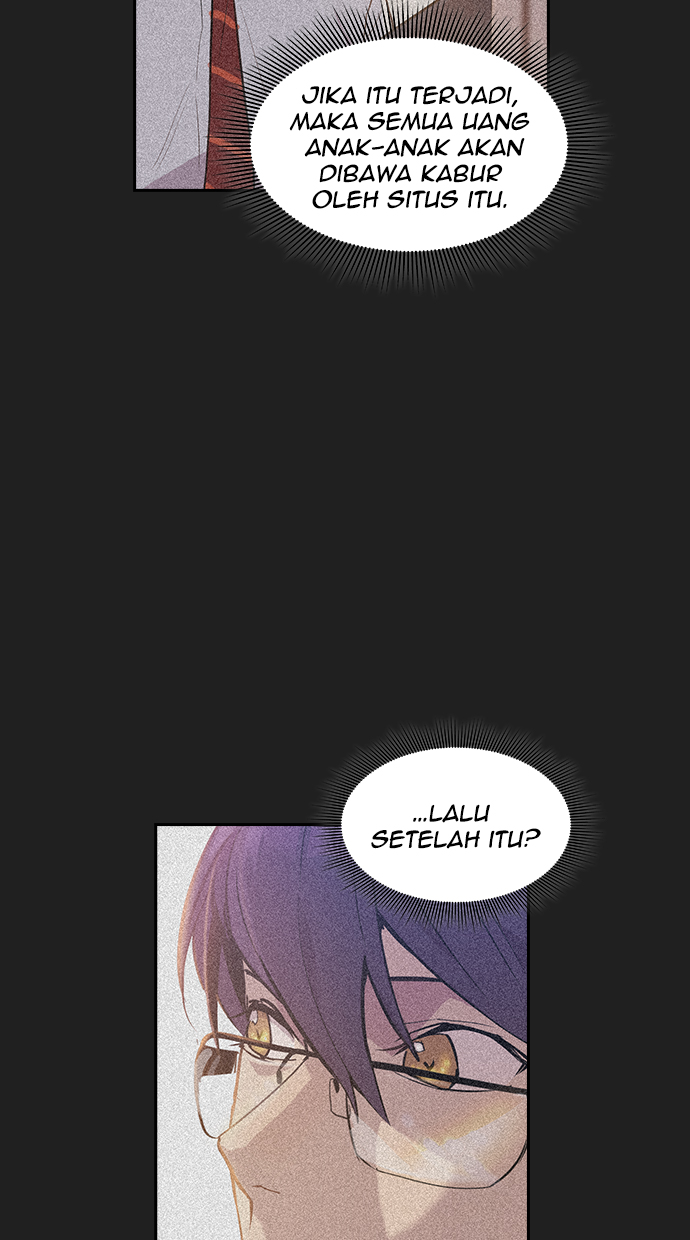 JIKA ITU TERJADI,
MAKA SEMUA UANG
ANAK-ANAK AKAN
DIBAWA KABUR
OLEH SITUS ITU.
...LALU
SETELAH ITU?